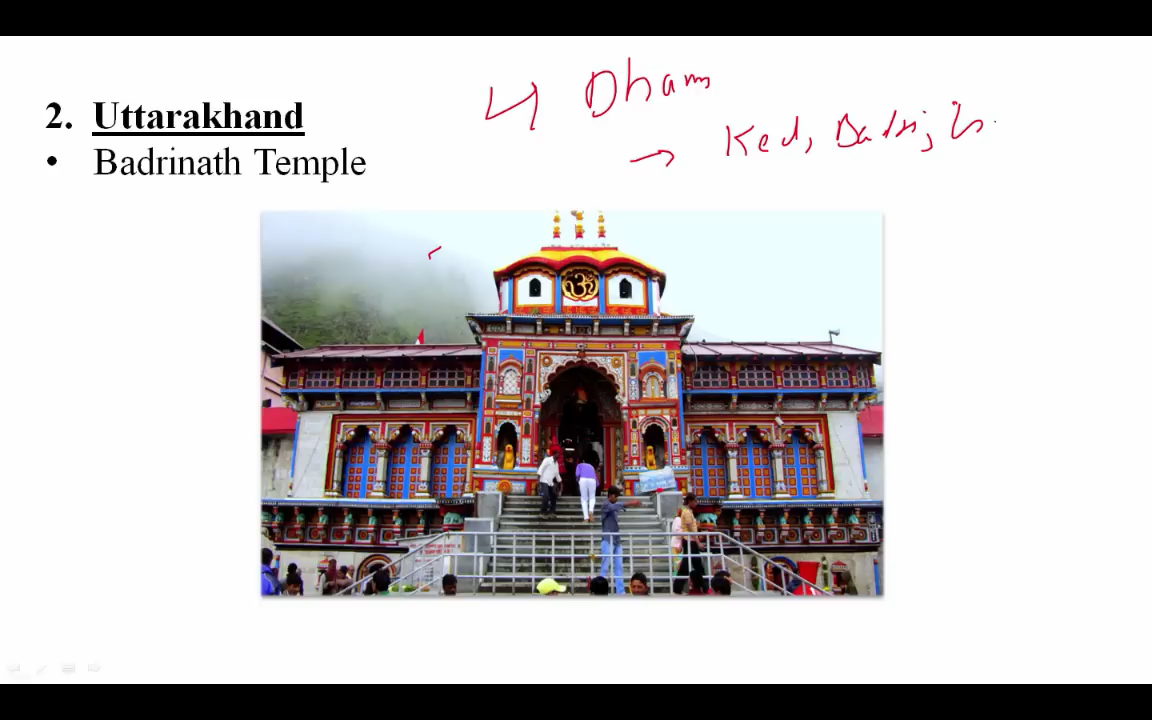 4 Dham
2. Uttarakhand
→ Ked, Badri,
• Badrinath Temple
ॐ